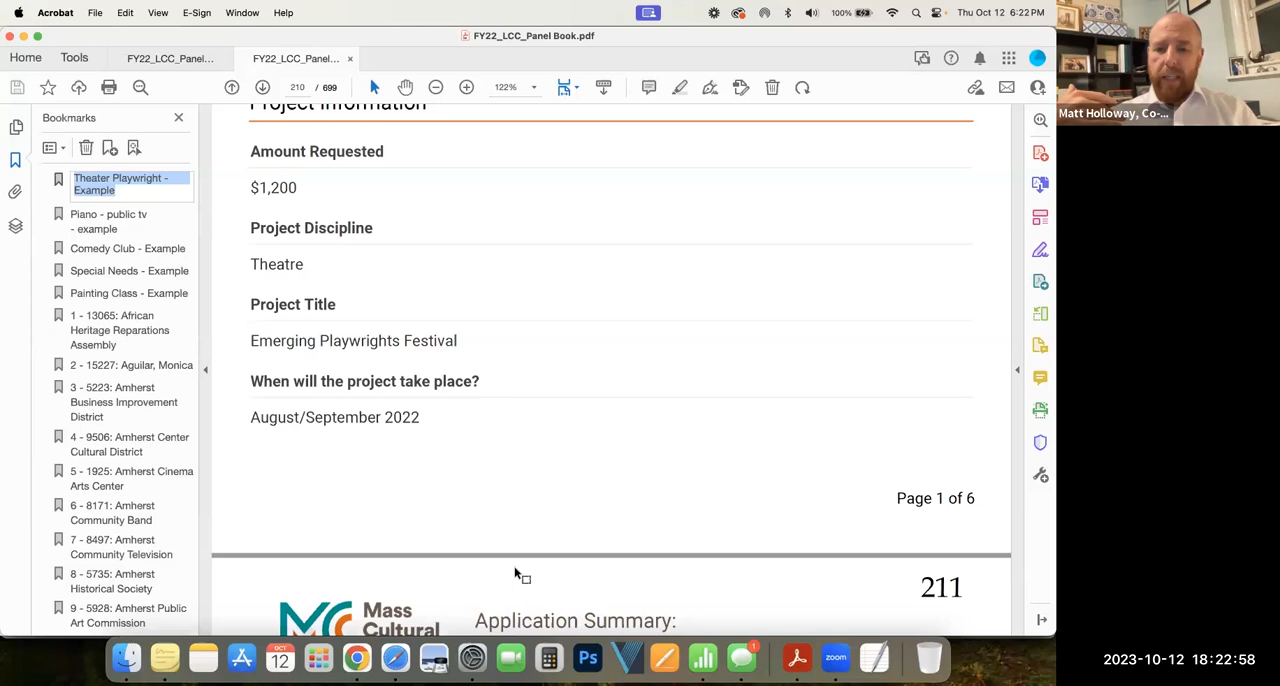 Acrobat File Edit View E-Sign Window Help
100% Thu Oct 12 6:22 PM
FY22_LCC_Panel Book.pdf
Home Tools FY22_LCC_Panel... FY22_LCC_Panel... ×
210 / 699 122%
Bookmarks
Theater Playwright -
Example
Piano - public tv
- example
Comedy Club - Example
Special Needs - Example
Painting Class - Example
1 - 13065: African
Heritage Reparations
Assembly
2 - 15227: Aguilar, Monica
3 - 5223: Amherst
Business Improvement
District
4 - 9506: Amherst Center
Cultural District
5 - 1925: Amherst Cinema
Arts Center
6 - 8171: Amherst
Community Band
7 - 8497: Amherst
Community Television
8 - 5735: Amherst
Historical Society
9 - 5928: Amherst Public
Art Commission
Project Information
Amount Requested
$1,200
Project Discipline
Theatre
Project Title
Emerging Playwrights Festival
When will the project take place?
August/September 2022
Page 1 of 6
211
Mass
Cultural
Application Summary:
Matt Holloway, Co-...
OCT
12
Ps
zoom
1
2023-10-12 18:22:58